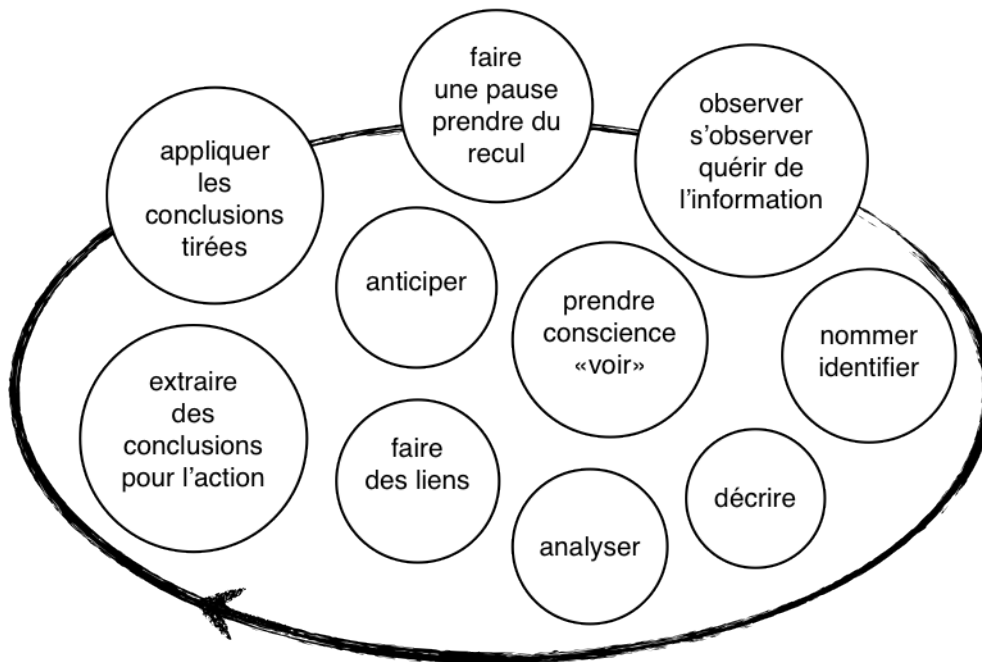 faire
une pause
prendre du
recul
observer
s’observer
quérir de
l’information
appliquer
les
conclusions
tirées
anticiper
prendre
conscience
«voir»
nommer
identifier
extraire
des
conclusions
pour l’action
faire
des liens
analyser
décrire